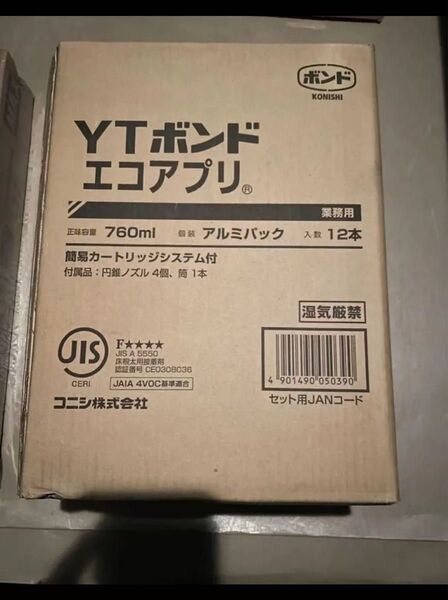 ボンド
KONISHI
YTボンド
エコアプリ®
業務用
正味容量 760ml 個装 アルミパック 入数 12本
簡易カートリッジシステム付
付属品:円錐ノズル 4個、筒 1本
湿気厳禁
JIS
CERI
F★★★★
JIS A 5550
床根太用接着剤
認証番号 CE0308036
JAIA 4VOC基準適合
コニシ株式会社
4 901490 050390
セット用JANコード